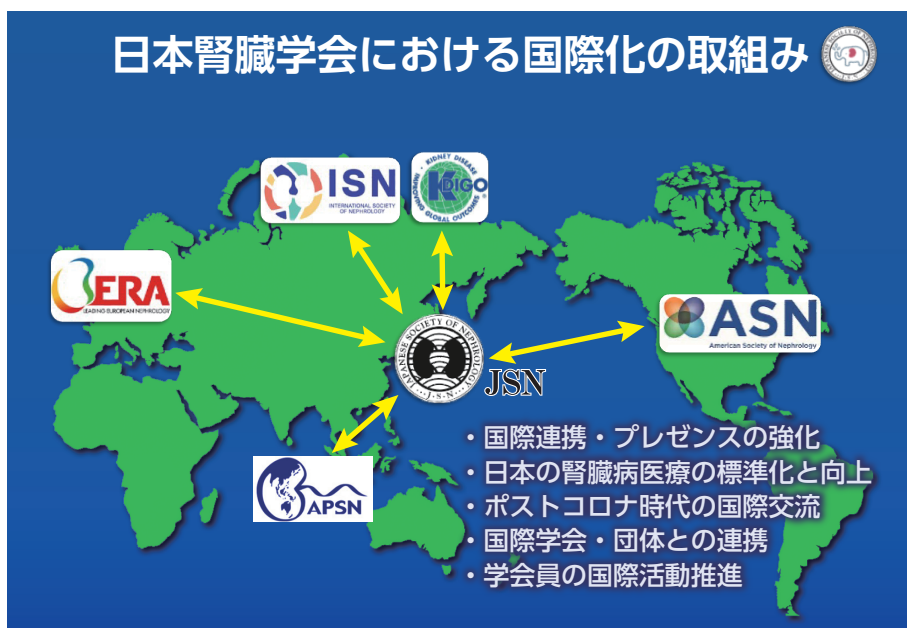 日本腎臓学会における国際化の取組み
ISN
INTERNATIONAL SOCIETY
OF NEPHROLOGY
KIDNEY DISEASE
KDIGO
IMPROVING GLOBAL OUTCOMES
ERA
LEADING EUROPEAN NEPHROLOGY
ASN
American Society of Nephrology
JAPANESE SOCIETY OF NEPHROLOGY
J·S·N
JSN
APSN
・国際連携・プレゼンスの強化
・日本の腎臓病医療の標準化と向上
・ポストコロナ時代の国際交流
・国際学会・団体との連携
・学会員の国際活動推進